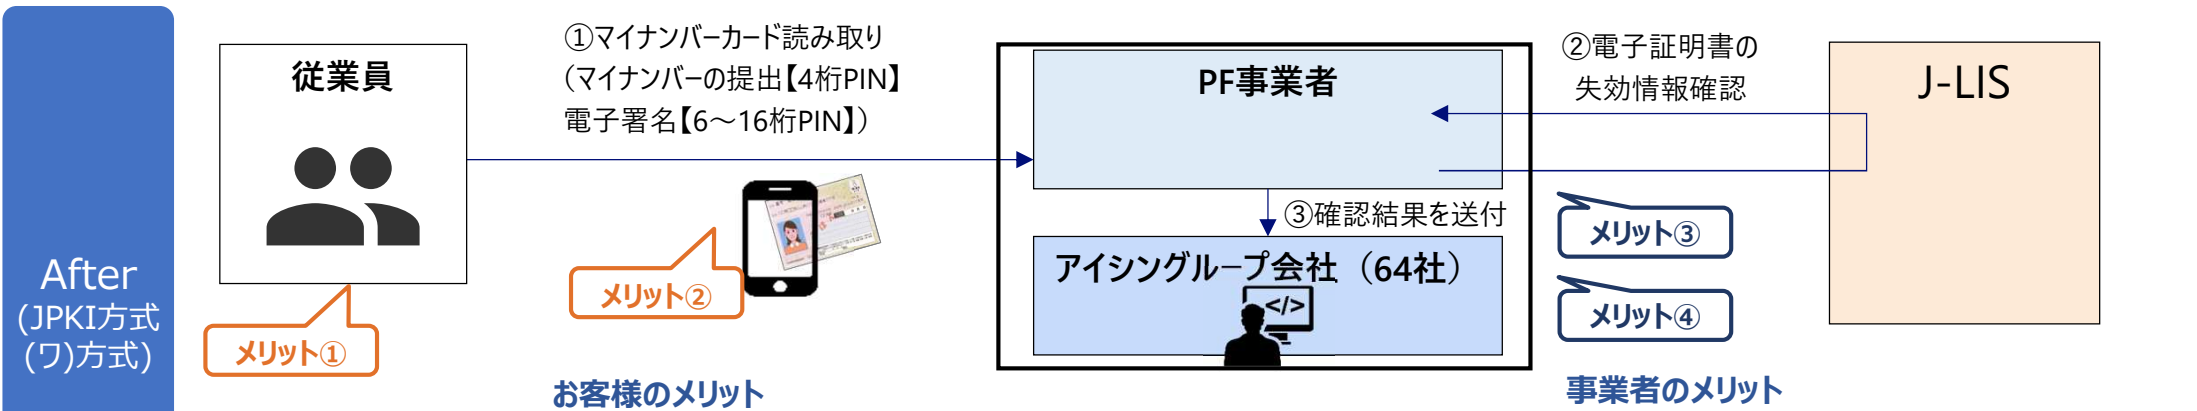 After
(JPKI方式
(ワ)方式)
従業員
メリット①
①マイナンバーカード読み取り
（マイナンバーの提出【4桁PIN】
電子署名【6～16桁PIN】）
メリット②
お客様のメリット
PF事業者
③確認結果を送付
アイシングループ会社（64社）
</>
②電子証明書の
失効情報確認
メリット③
メリット④
事業者のメリット
J-LIS